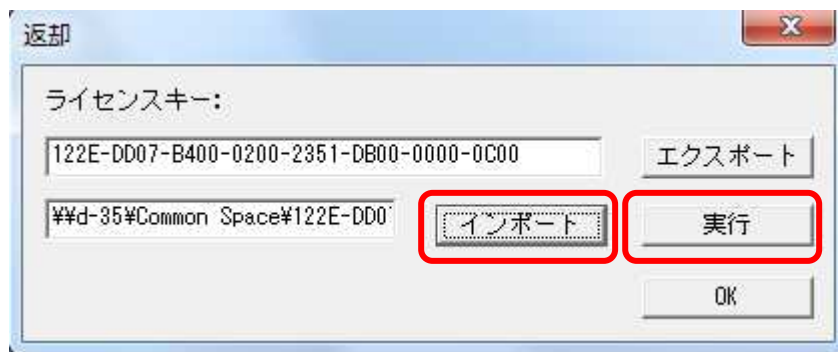 返却
ライセンスキー:
122E-DD07-B400-0200-2351-DB00-0000-0C00
エクスポート
¥¥d-35¥Common Space¥122E-DD0
インポート
実行
OK